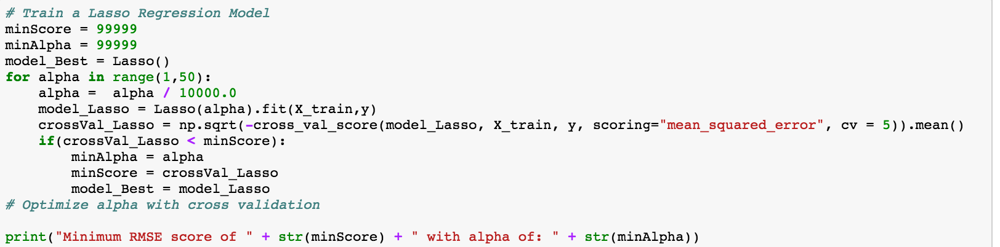 # Train a Lasso Regression Model
minScore = 99999
minAlpha = 99999
model_Best = Lasso()
for alpha in range(1,50):
    alpha =  alpha / 10000.0
    model_Lasso = Lasso(alpha).fit(X_train,y)
    crossVal_Lasso = np.sqrt(-cross_val_score(model_Lasso, X_train, y, scoring="mean_squared_error", cv = 5)).mean()
    if(crossVal_Lasso < minScore):
        minAlpha = alpha
        minScore = crossVal_Lasso
        model_Best = model_Lasso
# Optimize alpha with cross validation
print("Minimum RMSE score of " + str(minScore) + " with alpha of: " + str(minAlpha))